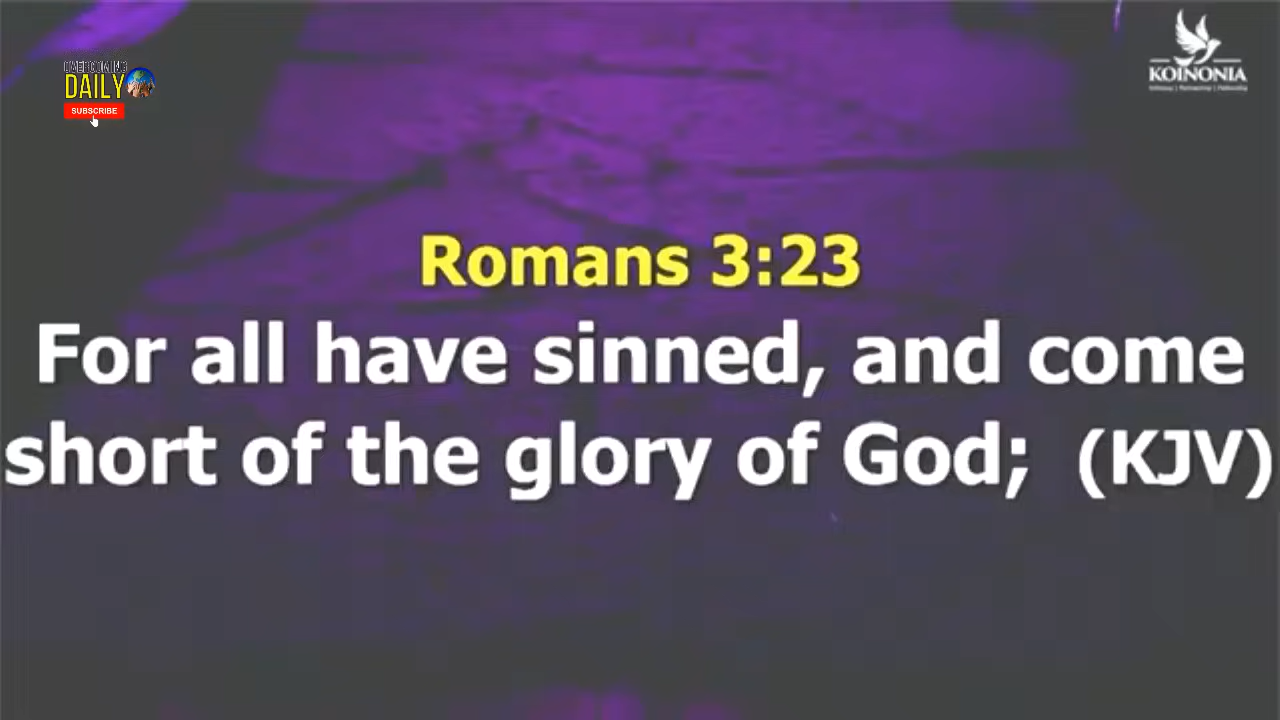 OVERCOMING
DAILY
SUBSCRIBE
KOINONIA
Romans 3:23
For all have sinned, and come
short of the glory of God; (KJV)